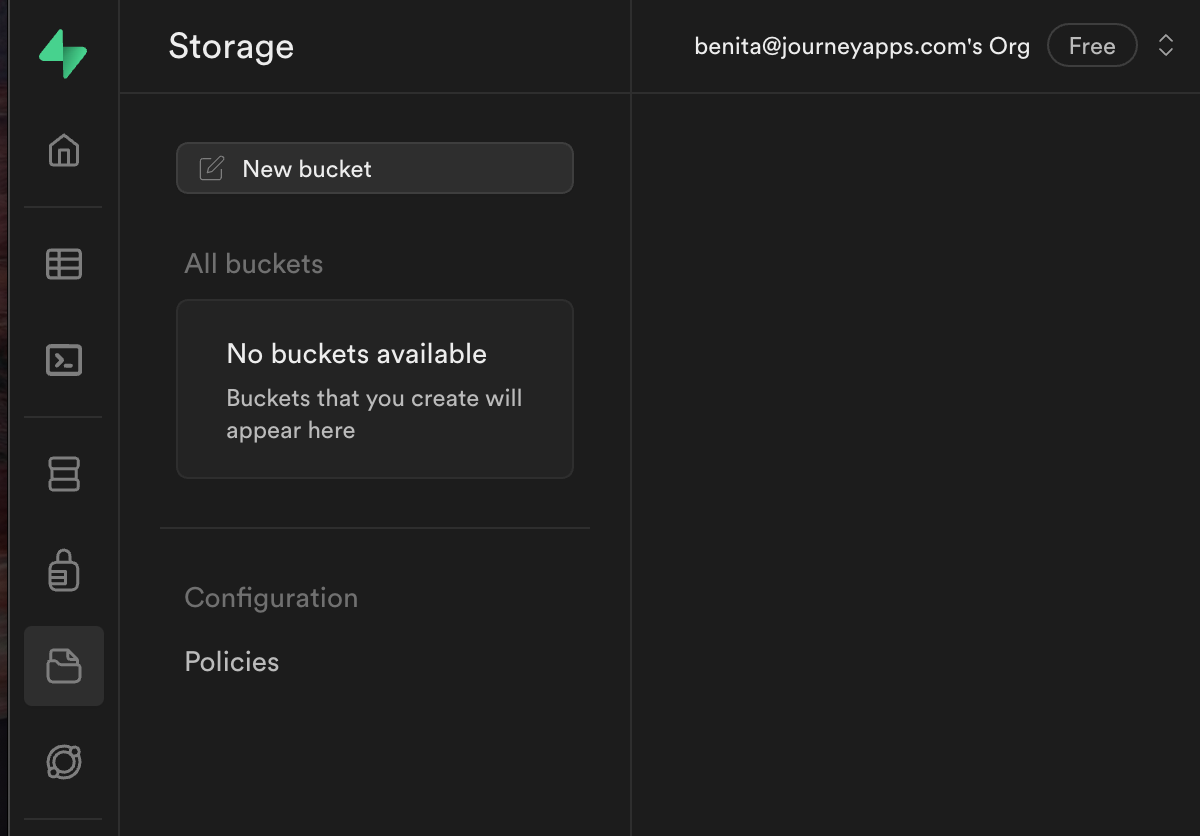 Storage
benita@journeyapps.com's Org Free
New bucket
All buckets
No buckets available
Buckets that you create will
appear here
Configuration
Policies